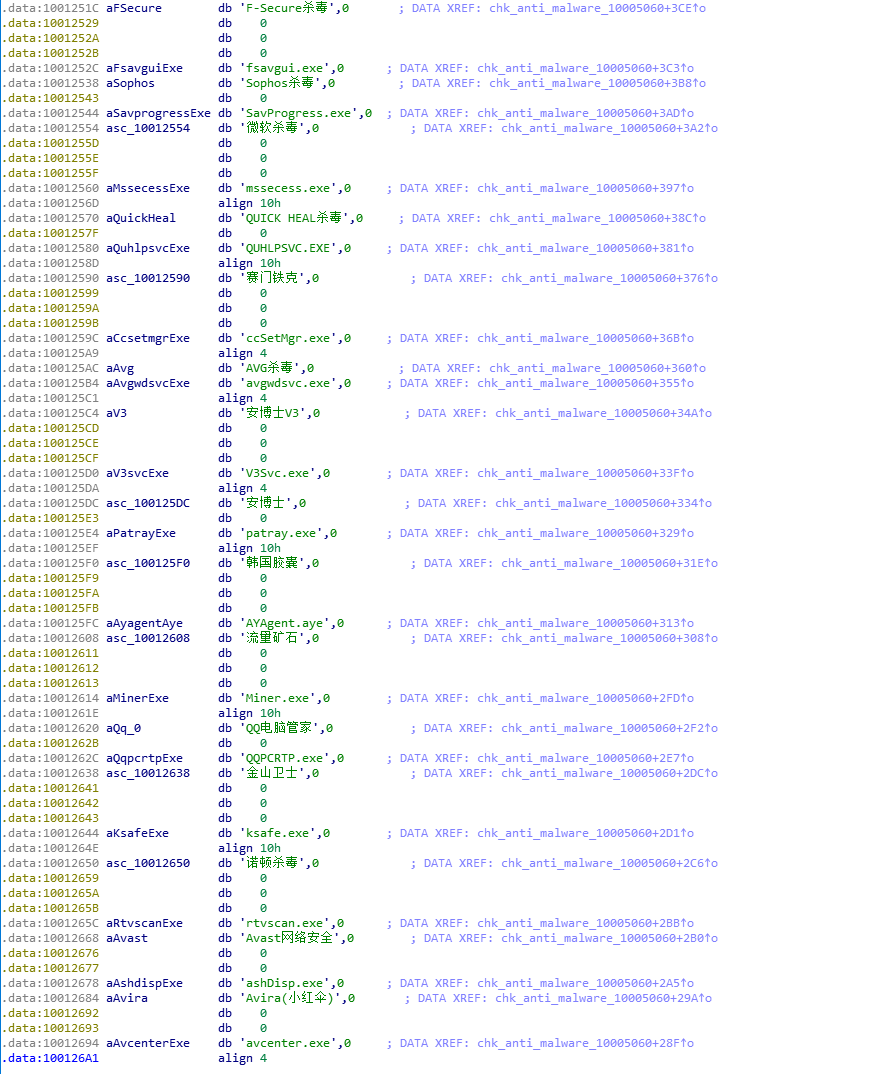 .data:1001251C aFSecure db 'F-Secure杀毒',0 ; DATA XREF: chk_anti_malware_10005060+3CE↑o
.data:10012529 db 0
.data:1001252A db 0
.data:1001252B db 0
.data:1001252C aFsavguiExe db 'fsavgui.exe',0 ; DATA XREF: chk_anti_malware_10005060+3C3↑o
.data:10012538 aSophos db 'Sophos杀毒',0 ; DATA XREF: chk_anti_malware_10005060+3B8↑o
.data:10012543 db 0
.data:10012544 aSavprogressExe db 'SavProgress.exe',0 ; DATA XREF: chk_anti_malware_10005060+3AD↑o
.data:10012554 asc_10012554 db '微软杀毒',0 ; DATA XREF: chk_anti_malware_10005060+3A2↑o
.data:1001255D db 0
.data:1001255E db 0
.data:1001255F db 0
.data:10012560 aMssecessExe db 'mssecess.exe',0 ; DATA XREF: chk_anti_malware_10005060+397↑o
.data:1001256D align 10h
.data:10012570 aQuickHeal db 'QUICK HEAL杀毒',0 ; DATA XREF: chk_anti_malware_10005060+38C↑o
.data:1001257F db 0
.data:10012580 aQuhlpsvcExe db 'QUHLPSVC.EXE',0 ; DATA XREF: chk_anti_malware_10005060+381↑o
.data:1001258D align 10h
.data:10012590 asc_10012590 db '赛门铁克',0 ; DATA XREF: chk_anti_malware_10005060+376↑o
.data:10012599 db 0
.data:1001259A db 0
.data:1001259B db 0
.data:1001259C aCcsetmgrExe db 'ccSetMgr.exe',0 ; DATA XREF: chk_anti_malware_10005060+36B↑o
.data:100125A9 align 4
.data:100125AC aAvg db 'AVG杀毒',0 ; DATA XREF: chk_anti_malware_10005060+360↑o
.data:100125B4 aAvgwdsvcExe db 'avgwdsvc.exe',0 ; DATA XREF: chk_anti_malware_10005060+355↑o
.data:100125C1 align 4
.data:100125C4 aV3 db '安博士V3',0 ; DATA XREF: chk_anti_malware_10005060+34A↑o
.data:100125CD db 0
.data:100125CE db 0
.data:100125CF db 0
.data:100125D0 aV3svcExe db 'V3Svc.exe',0 ; DATA XREF: chk_anti_malware_10005060+33F↑o
.data:100125DA align 4
.data:100125DC asc_100125DC db '安博士',0 ; DATA XREF: chk_anti_malware_10005060+334↑o
.data:100125E3 db 0
.data:100125E4 aPatrayExe db 'patray.exe',0 ; DATA XREF: chk_anti_malware_10005060+329↑o
.data:100125EF align 10h
.data:100125F0 asc_100125F0 db '韩国胶囊',0 ; DATA XREF: chk_anti_malware_10005060+31E↑o
.data:100125F9 db 0
.data:100125FA db 0
.data:100125FB db 0
.data:100125FC aAyagentAye db 'AYAgent.aye',0 ; DATA XREF: chk_anti_malware_10005060+313↑o
.data:10012608 asc_10012608 db '流量矿石',0 ; DATA XREF: chk_anti_malware_10005060+308↑o
.data:10012611 db 0
.data:10012612 db 0
.data:10012613 db 0
.data:10012614 aMinerExe db 'Miner.exe',0 ; DATA XREF: chk_anti_malware_10005060+2FD↑o
.data:1001261E align 10h
.data:10012620 aQq_0 db 'QQ电脑管家',0 ; DATA XREF: chk_anti_malware_10005060+2F2↑o
.data:1001262B db 0
.data:1001262C aQqpcrtpExe db 'QQPCRTP.exe',0 ; DATA XREF: chk_anti_malware_10005060+2E7↑o
.data:10012638 asc_10012638 db '金山卫士',0 ; DATA XREF: chk_anti_malware_10005060+2DC↑o
.data:10012641 db 0
.data:10012642 db 0
.data:10012643 db 0
.data:10012644 aKsafeExe db 'ksafe.exe',0 ; DATA XREF: chk_anti_malware_10005060+2D1↑o
.data:1001264E align 10h
.data:10012650 asc_10012650 db '诺顿杀毒',0 ; DATA XREF: chk_anti_malware_10005060+2C6↑o
.data:10012659 db 0
.data:1001265A db 0
.data:1001265B db 0
.data:1001265C aRtvscanExe db 'rtvscan.exe',0 ; DATA XREF: chk_anti_malware_10005060+2BB↑o
.data:10012668 aAvast db 'Avast网络安全',0 ; DATA XREF: chk_anti_malware_10005060+2B0↑o
.data:10012676 db 0
.data:10012677 db 0
.data:10012678 aAshdispExe db 'ashDisp.exe',0 ; DATA XREF: chk_anti_malware_10005060+2A5↑o
.data:10012684 aAvira db 'Avira(小红伞)',0 ; DATA XREF: chk_anti_malware_10005060+29A↑o
.data:10012692 db 0
.data:10012693 db 0
.data:10012694 aAvcenterExe db 'avcenter.exe',0 ; DATA XREF: chk_anti_malware_10005060+28F↑o
.data:100126A1 align 4